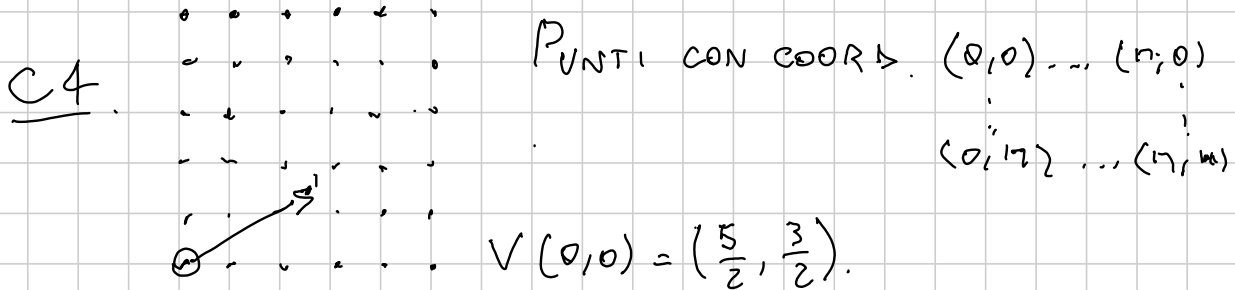 C4.
PUNTI CON COORD. (0,0) ... (n,0)
(0,m) ... (n,m)
V(0,0) = (5/2, 3/2).